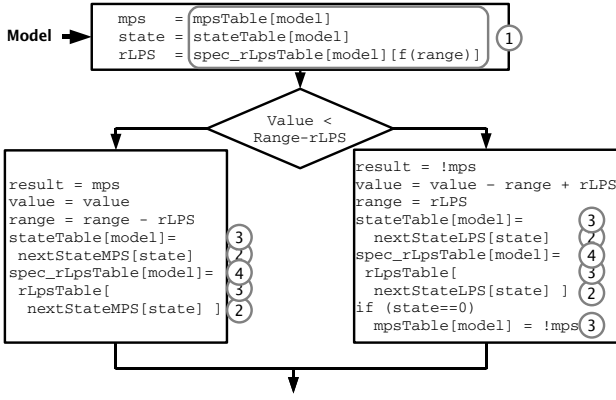 mps = mpsTable[model]
Model
state = stateTable[model]
rLPS = spec_rLpsTable[model][f(range)]
1
Value <
Range-rLPS
result = mps
value = value
range = range - rLPS
stateTable[model]= 3
nextStateMPS[state] 2
spec_rLpsTable[model]= 4
rLpsTable[ 3
nextStateMPS[state] ] 2
result = !mps
value = value - range + rLPS
range = rLPS
stateTable[model]= 3
nextStateLPS[state] 2
spec_rLpsTable[model]= 4
rLpsTable[ 3
nextStateLPS[state] ] 2
if (state==0)
mpsTable[model] = !mps 3